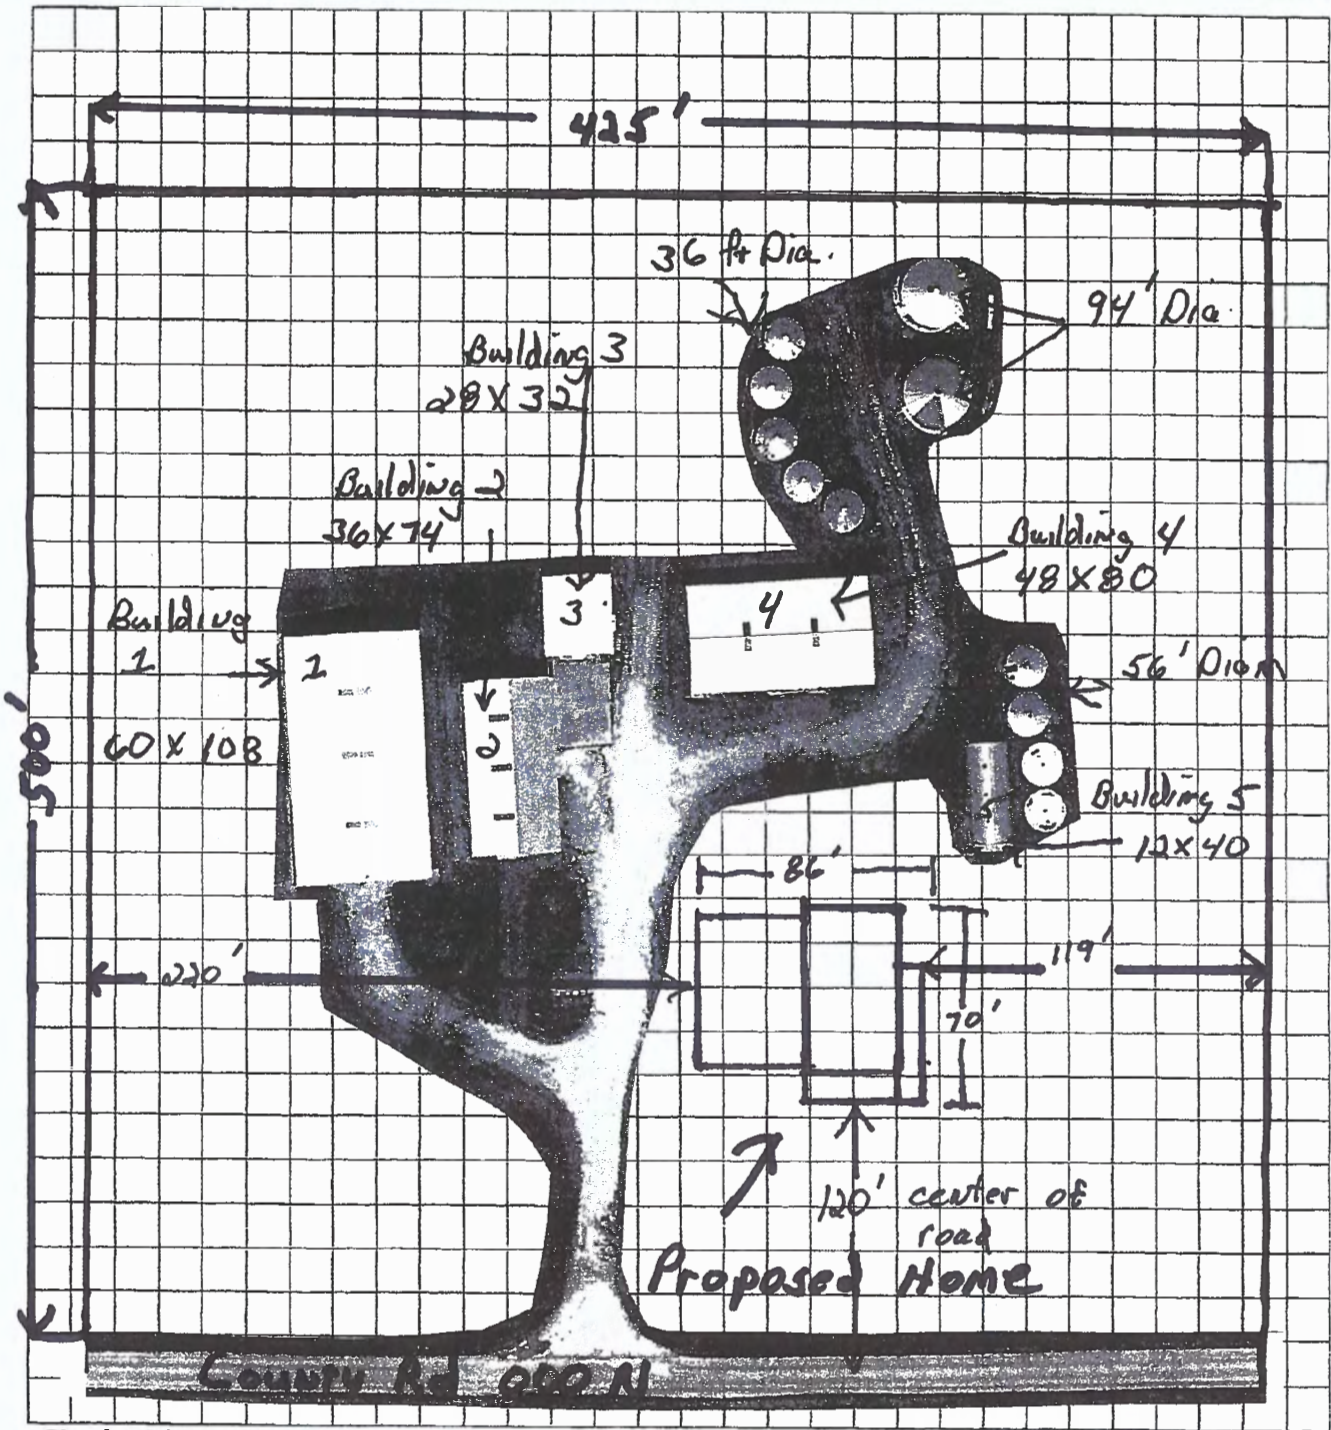 425'
36 ft Dia.
94' Dia
Building 3
28 X 32
Building 2
36 X 74
Building 4
48 X 80
Building
1
60 X 108
1
2
3
4
56' Diam
500'
Building 5
12 X 40
5
86'
220'
119'
70'
120' center of
road
Proposed Home
County Rd N